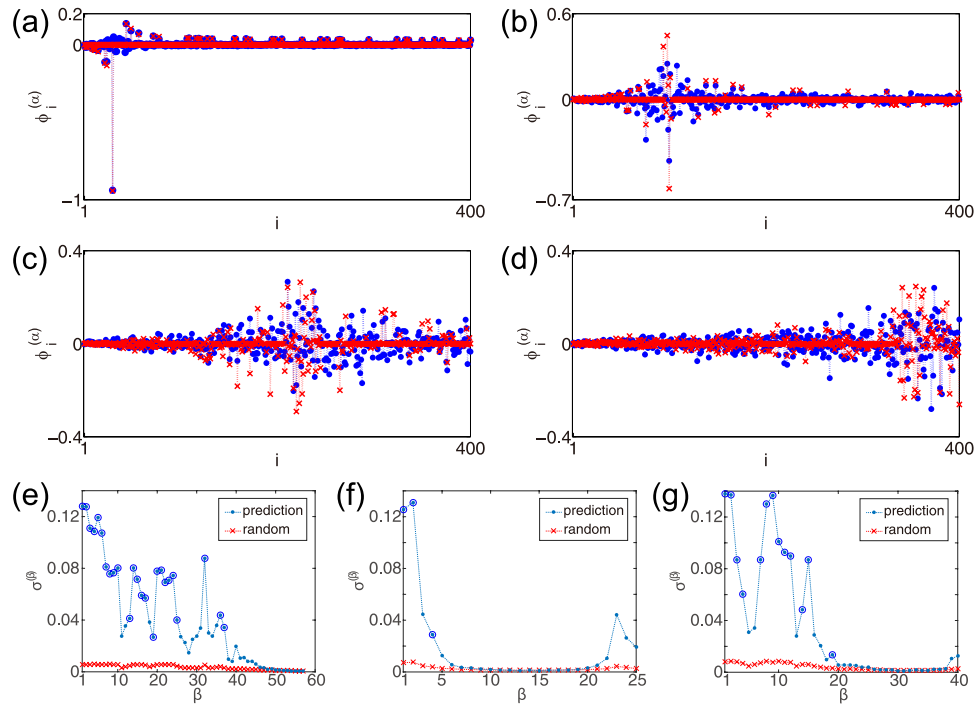 (a) (b)
0.2 0.6
0 0
ϕ i (α) ϕ i (α)
−1 −0.7
1 i 400 1 i 400
(c) (d)
0.4 0.4
0 0
ϕ i (α) ϕ i (α)
−0.4 −0.4
1 i 400 1 i 400
(e) (f) (g)
0.12 0.12 0.12
prediction prediction prediction
random random random
0.08 0.08 0.08
σ(β) σ(β) σ(β)
0.04 0.04 0.04
0 0 0
1 10 20 30 40 50 60 1 5 10 15 20 25 1 10 20 30 40
β β β